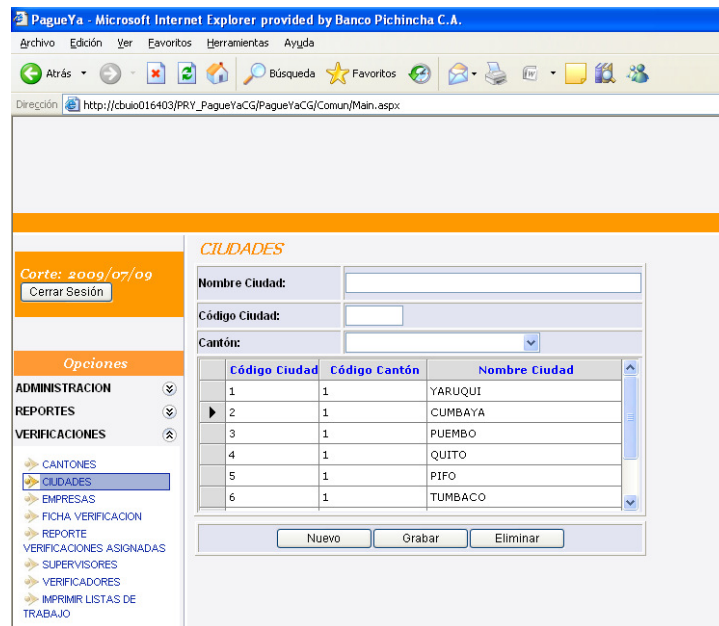 PagueYa - Microsoft Internet Explorer provided by Banco Pichincha C.A.
Archivo Edición Ver Favoritos Herramientas Ayuda
Atrás Búsqueda Favoritos
Dirección http://cbuio016403/PRY_PagueYaCG/PagueYaCG/Comun/Main.aspx
Corte: 2009/07/09
Cerrar Sesión
Opciones
ADMINISTRACION
REPORTES
VERIFICACIONES
CANTONES
CIUDADES
EMPRESAS
FICHA VERIFICACION
REPORTE
VERIFICACIONES ASIGNADAS
SUPERVISORES
VERIFICADORES
IMPRIMIR LISTAS DE
TRABAJO
CIUDADES
Nombre Ciudad:
Código Ciudad:
Cantón:
Código Ciudad Código Cantón Nombre Ciudad
1 1 YARUQUI
2 1 CUMBAYA
3 1 PUEMBO
4 1 QUITO
5 1 PIFO
6 1 TUMBACO
Nuevo Grabar Eliminar